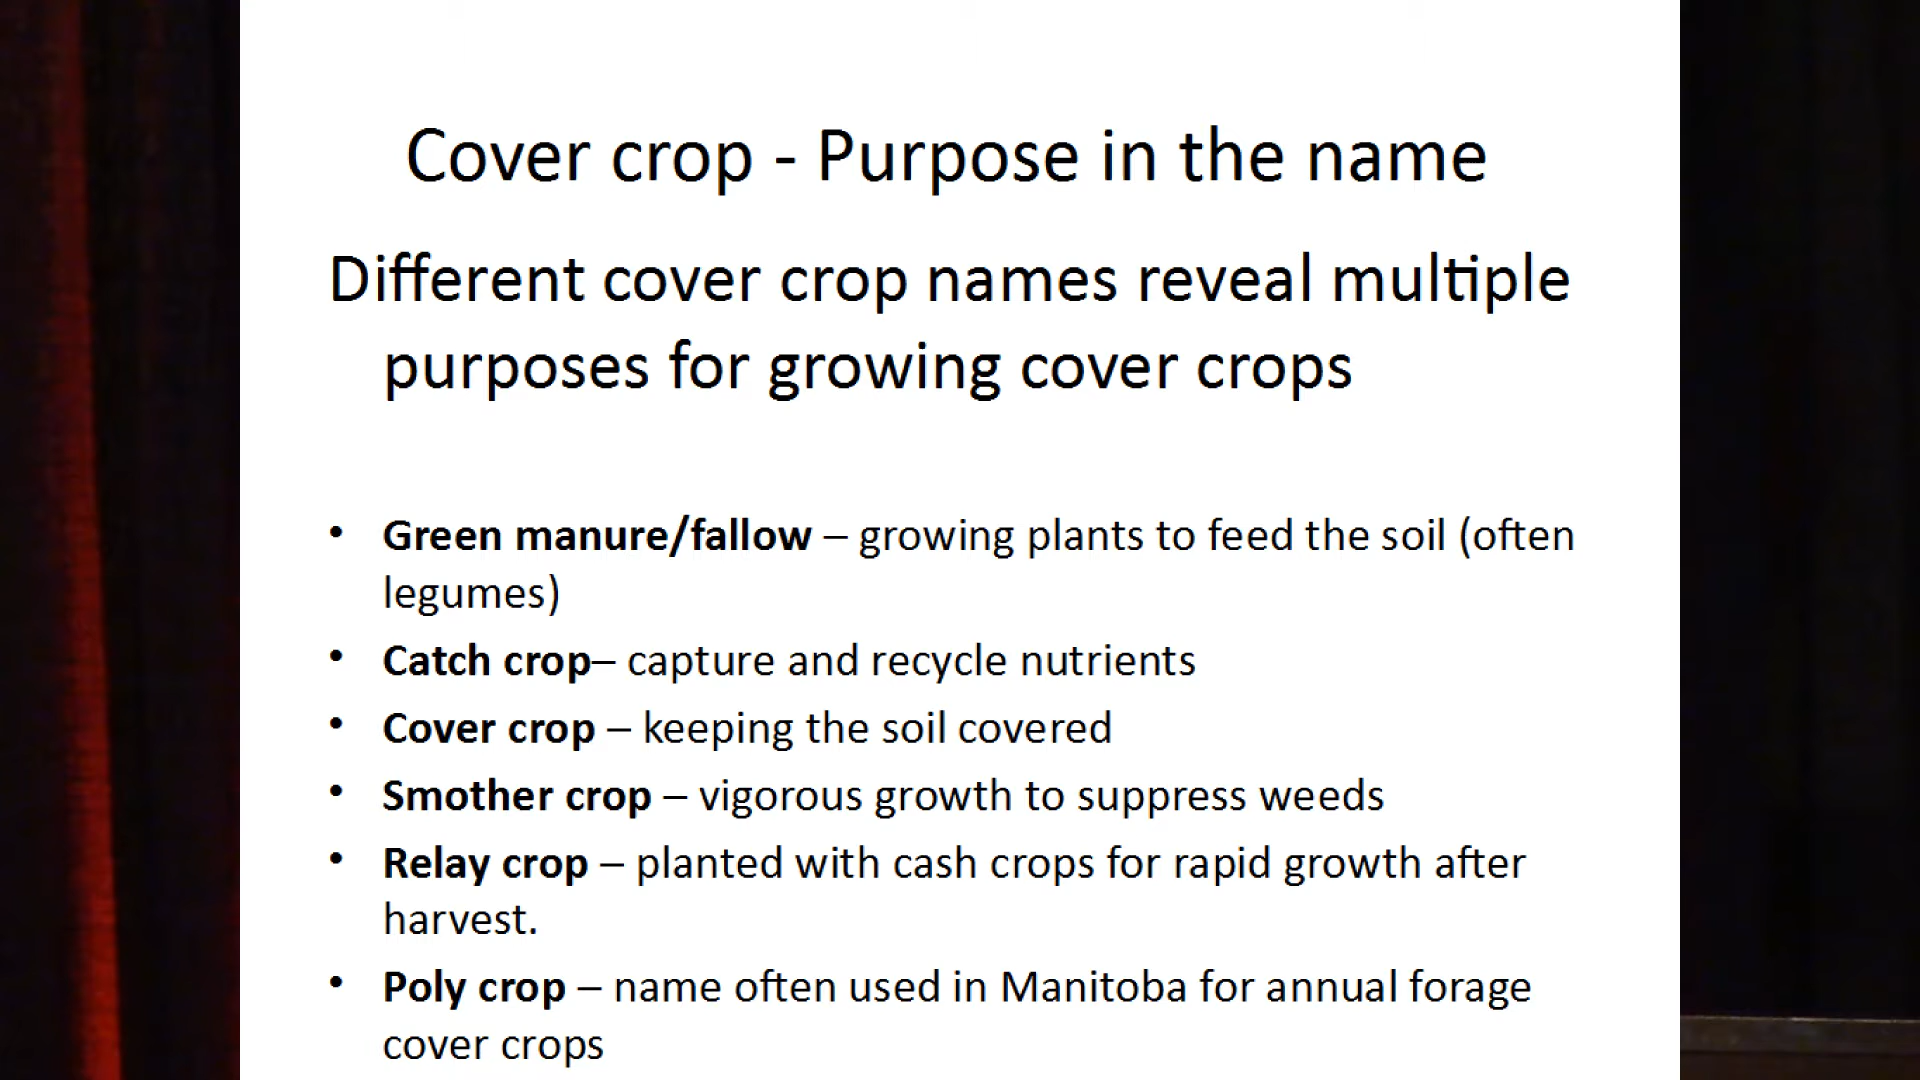 Cover crop - Purpose in the name
Different cover crop names reveal multiple
purposes for growing cover crops
• Green manure/fallow – growing plants to feed the soil (often
legumes)
• Catch crop– capture and recycle nutrients
• Cover crop – keeping the soil covered
• Smother crop – vigorous growth to suppress weeds
• Relay crop – planted with cash crops for rapid growth after
harvest.
• Poly crop – name often used in Manitoba for annual forage
cover crops